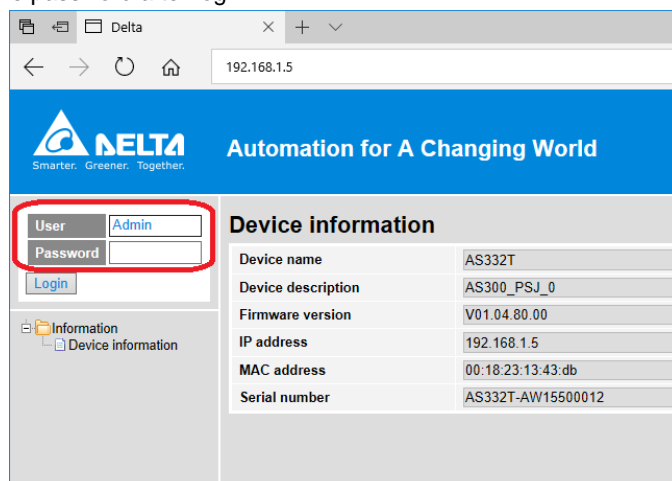 Delta
192.168.1.5
DELTA
Smarter. Greener. Together.
Automation for A Changing World
User Admin
Password
Login
Information
Device information
Device information
Device name AS332T
Device description AS300_PSJ_0
Firmware version V01.04.80.00
IP address 192.168.1.5
MAC address 00:18:23:13:43:db
Serial number AS332T-AW15500012